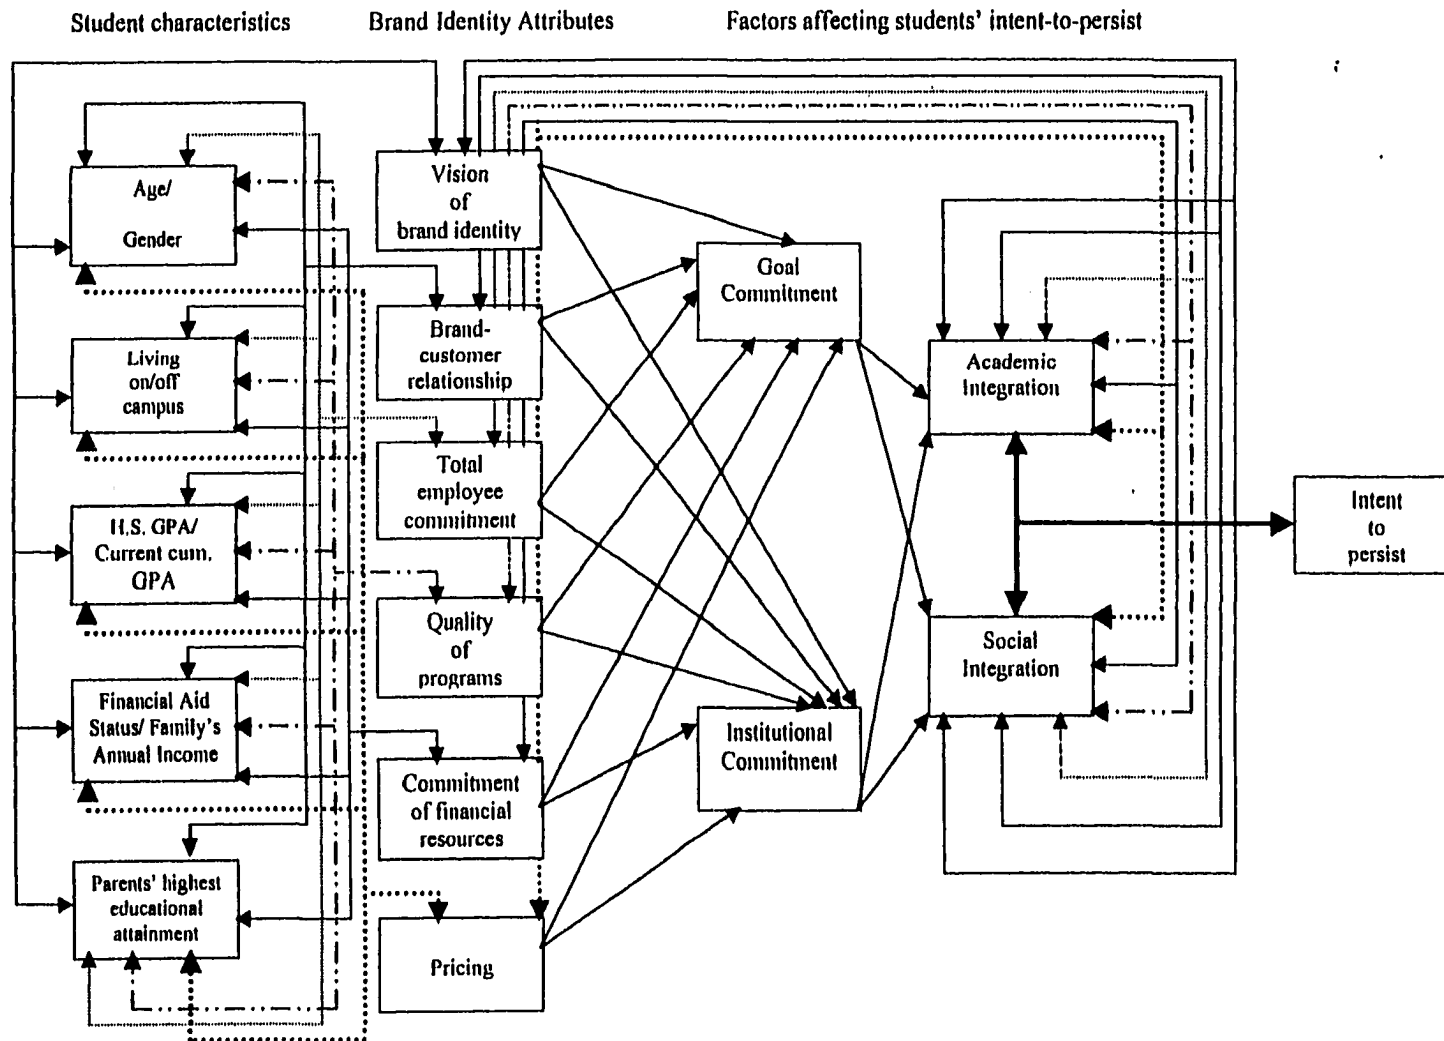 Student characteristics
Brand Identity Attributes
Factors affecting students' intent-to-persist
Age/
Gender
Living
on/off
campus
H.S. GPA/
Current cum.
GPA
Financial Aid
Status/ Family's
Annual Income
Parents' highest
educational
attainment
Vision
of
brand identity
Brand-
customer
relationship
Total
employee
commitment
Quality
of
programs
Commitment
of financial
resources
Pricing
Goal
Commitment
Institutional
Commitment
Academic
Integration
Social
Integration
Intent
to
persist